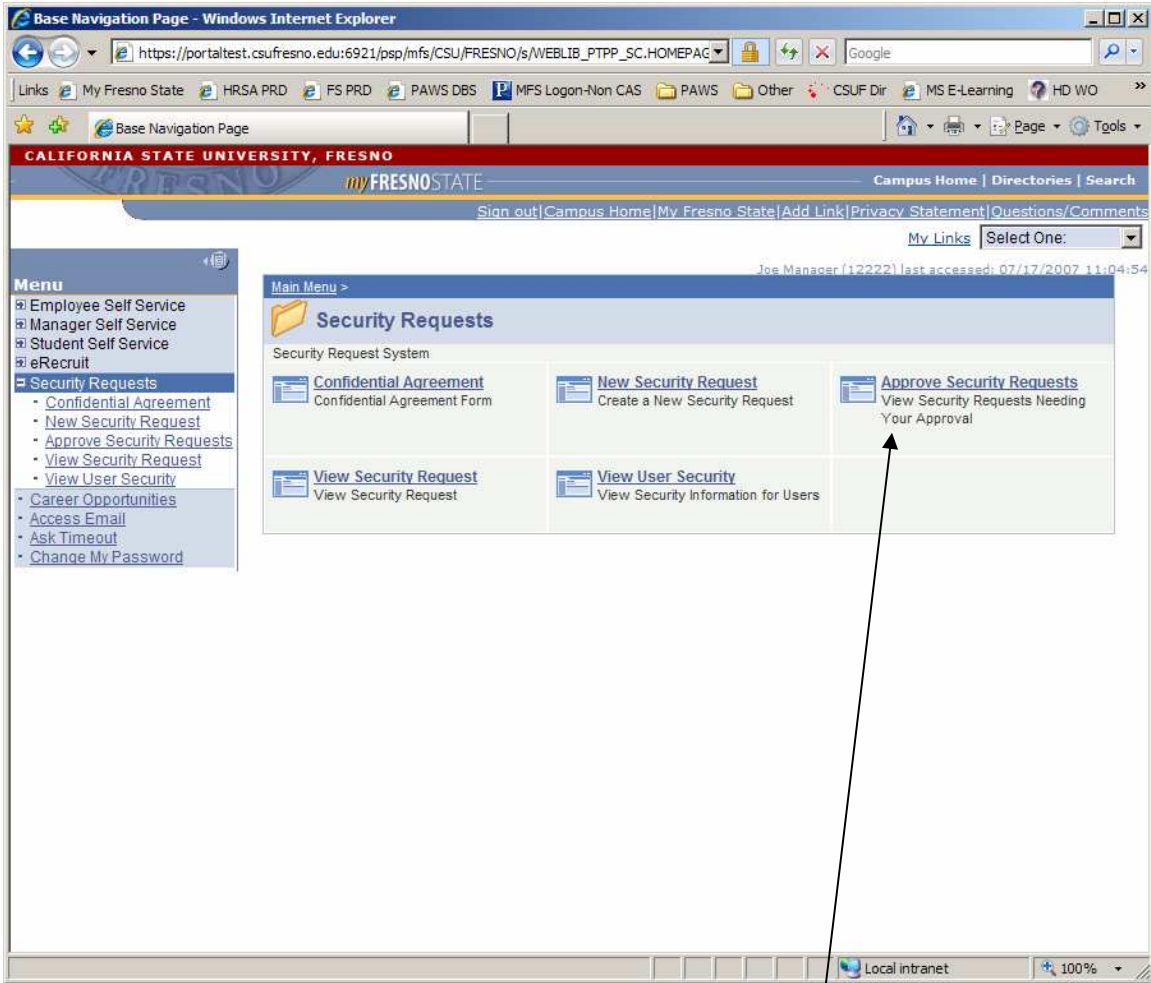 Base Navigation Page - Windows Internet Explorer
https://portaltest.csufresno.edu:6921/psp/mfs/CSU/FRESNO/s/WEBLIB_PTPP_SC.HOMEPAG
Google
Links My Fresno State HRSA PRD FS PRD PAWS DBS MFS Logon-Non CAS PAWS Other CSUF Dir MS E-Learning HD WO »
Base Navigation Page
Page Tools
CALIFORNIA STATE UNIVERSITY, FRESNO
FRESNO
myFRESNOSTATE
Campus Home | Directories | Search
Sign out|Campus Home|My Fresno State|Add Link|Privacy Statement|Questions/Comments
My Links Select One:
Joe Manager (12222) last accessed: 07/17/2007 11:04:54
Menu
Employee Self Service
Manager Self Service
Student Self Service
eRecruit
Security Requests
- Confidential Agreement
- New Security Request
- Approve Security Requests
- View Security Request
- View User Security
- Career Opportunities
- Access Email
- Ask Timeout
- Change My Password
Main Menu >
Security Requests
Security Request System
Confidential Agreement
Confidential Agreement Form
New Security Request
Create a New Security Request
Approve Security Requests
View Security Requests Needing
Your Approval
View Security Request
View Security Request
View User Security
View Security Information for Users
Local intranet
100%